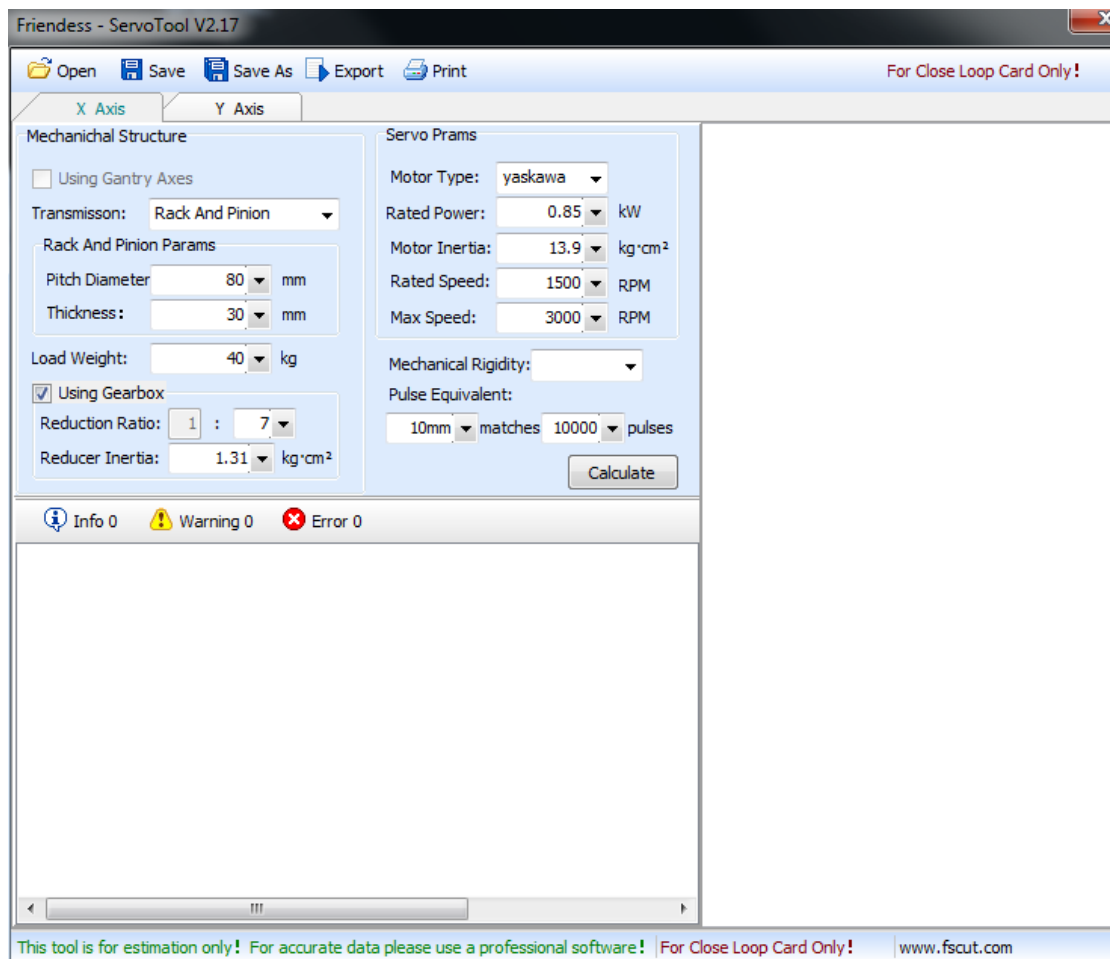 Friendess - ServoTool V2.17
Open Save Save As Export Print For Close Loop Card Only!
X Axis Y Axis
Mechanichal Structure
Using Gantry Axes
Transmisson: Rack And Pinion
Rack And Pinion Params
Pitch Diameter 80 mm
Thickness: 30 mm
Load Weight: 40 kg
Using Gearbox
Reduction Ratio: 1 : 7
Reducer Inertia: 1.31 kg·cm²
Servo Prams
Motor Type: yaskawa
Rated Power: 0.85 kW
Motor Inertia: 13.9 kg·cm²
Rated Speed: 1500 RPM
Max Speed: 3000 RPM
Mechanical Rigidity:
Pulse Equivalent:
10mm matches 10000 pulses
Calculate
Info 0 Warning 0 Error 0
This tool is for estimation only! For accurate data please use a professional software! For Close Loop Card Only! www.fscut.com